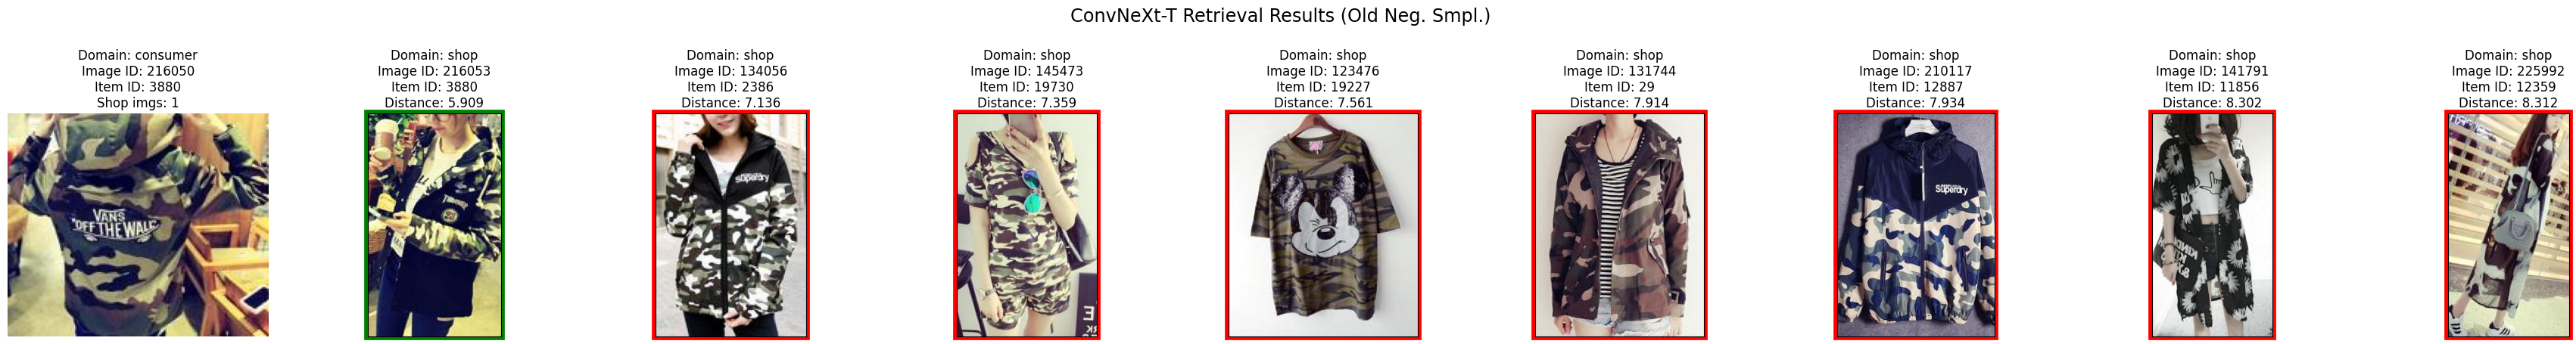 ConvNeXt-T Retrieval Results (Old Neg. Smpl.)
Domain: consumer
Image ID: 216050
Item ID: 3880
Shop imgs: 1
Domain: shop
Image ID: 216053
Item ID: 3880
Distance: 5.909
Domain: shop
Image ID: 134056
Item ID: 2386
Distance: 7.136
Domain: shop
Image ID: 145473
Item ID: 19730
Distance: 7.359
Domain: shop
Image ID: 123476
Item ID: 19227
Distance: 7.561
Domain: shop
Image ID: 131744
Item ID: 29
Distance: 7.914
Domain: shop
Image ID: 210117
Item ID: 12887
Distance: 7.934
Domain: shop
Image ID: 141791
Item ID: 11856
Distance: 8.302
Domain: shop
Image ID: 225992
Item ID: 12359
Distance: 8.312
VANS
"OFF THE WALL"
Superdry
Superdry